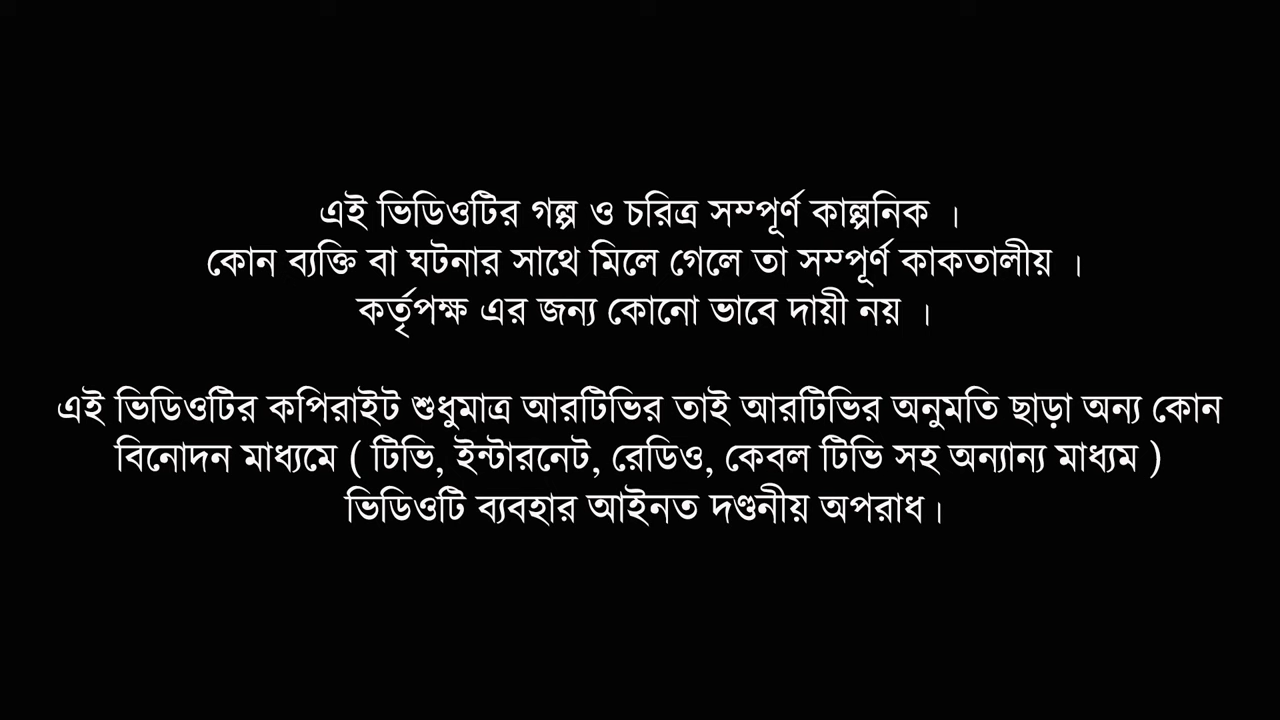 এই ভিডিওটির গল্প ও চরিত্র সম্পূর্ণ কাল্পনিক ।
কোন ব্যক্তি বা ঘটনার সাথে মিলে গেলে তা সম্পূর্ণ কাকতালীয় ।
কর্তৃপক্ষ এর জন্য কোনো ভাবে দায়ী নয় ।
এই ভিডিওটির কপিরাইট শুধুমাত্র আরটিভির তাই আরটিভির অনুমতি ছাড়া অন্য কোন
বিনোদন মাধ্যমে ( টিভি, ইন্টারনেট, রেডিও, কেবল টিভি সহ অন্যান্য মাধ্যম )
ভিডিওটি ব্যবহার আইনত দণ্ডনীয় অপরাধ।